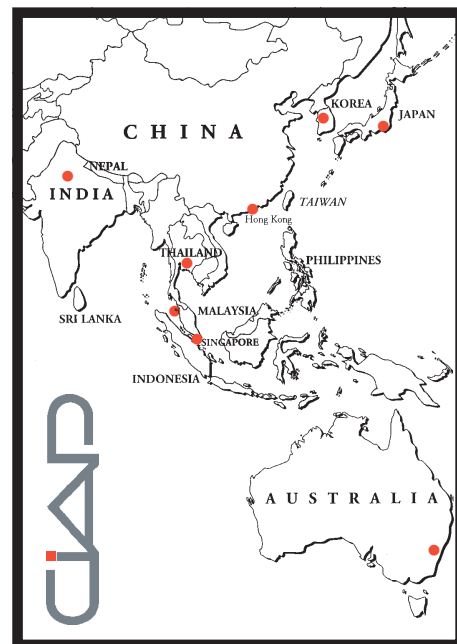 KOREA
JAPAN
CHINA
NEPAL
INDIA
TAIWAN
Hong Kong
THAILAND
PHILIPPINES
SRI LANKA
MALAYSIA
SINGAPORE
INDONESIA
AUSTRALIA
CIAP